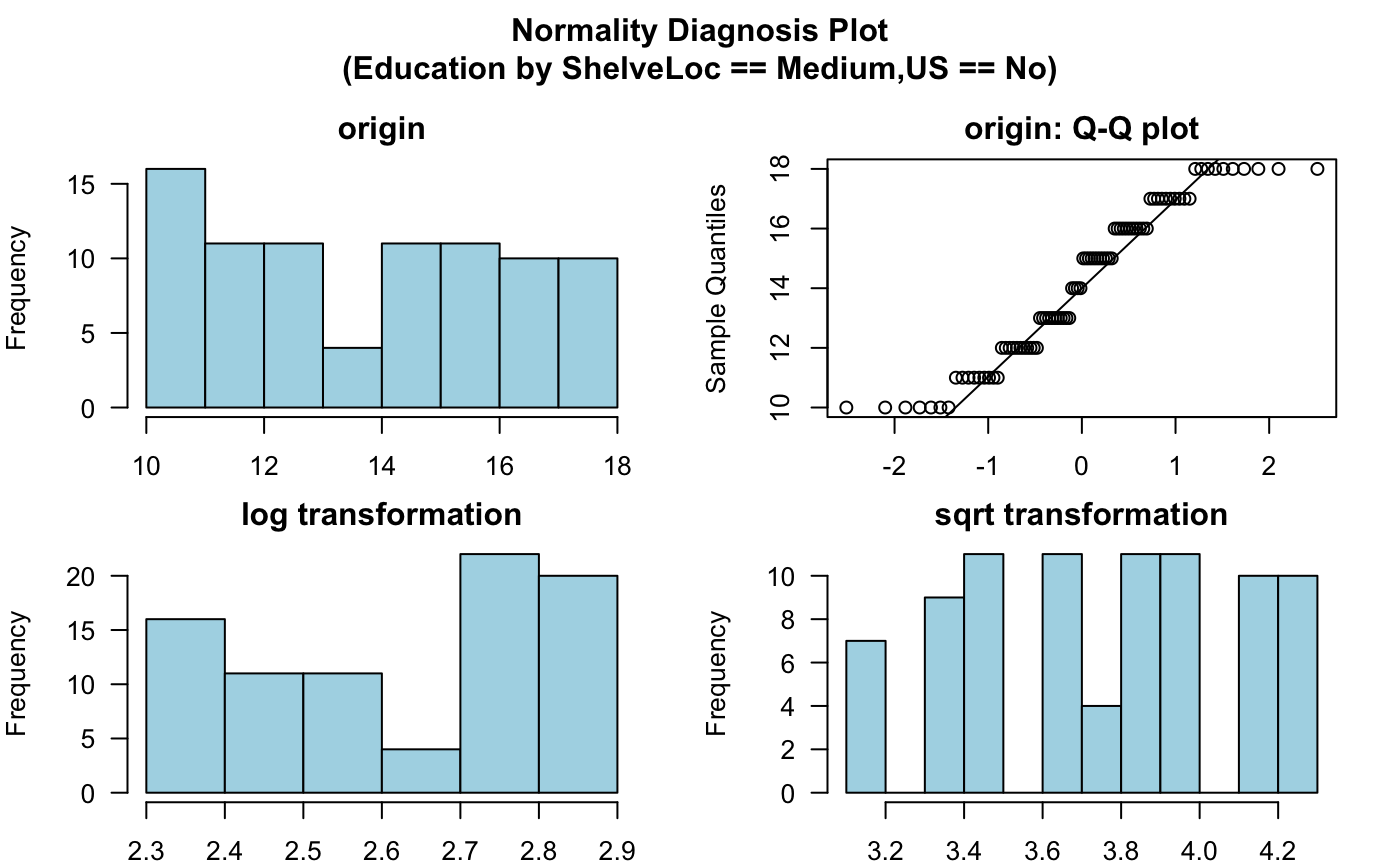 Normality Diagnosis Plot
(Education by ShelveLoc == Medium,US == No)
origin
Frequency
15
10
5
0
10 12 14 16 18
origin: Q-Q plot
Sample Quantiles
18
16
14
12
10
-2 -1 0 1 2
log transformation
Frequency
20
15
10
5
0
2.3 2.4 2.5 2.6 2.7 2.8 2.9
sqrt transformation
Frequency
10
8
6
4
2
0
3.2 3.4 3.6 3.8 4.0 4.2